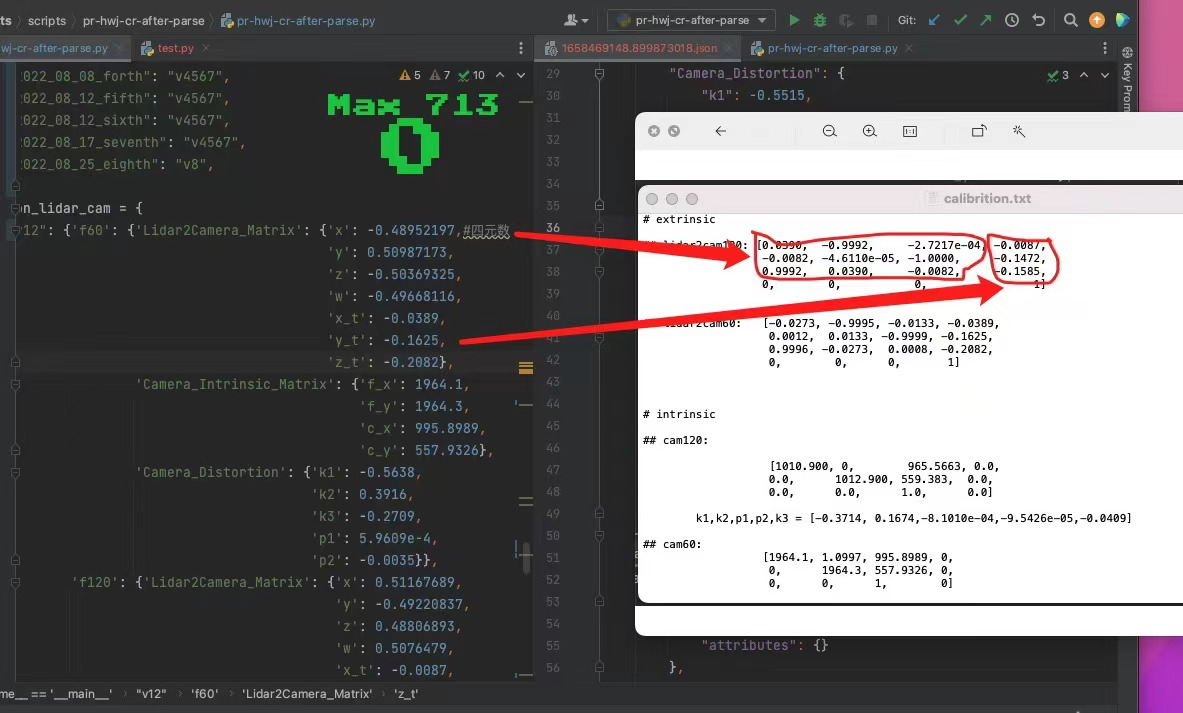 ts > scripts > pr-hwj-cr-after-parse > pr-hwj-cr-after-parse.py
pr-hwj-cr-after-parse
Git:
wj-cr-after-parse.py
test.py
1658469148.899873018.json
pr-hwj-cr-after-parse.py
022_08_08_forth": "v4567",
022_08_12_fifth": "v4567",
022_08_12_sixth": "v4567",
022_08_17_seventh": "v4567",
022_08_25_eighth": "v8",
5 7 10
Max 713
0
n_lidar_cam = {
v12": {'f60': {'Lidar2Camera_Matrix': {'x': -0.48952197,#四元数
'y': 0.50987173,
'z': -0.50369325,
'w': -0.49668116,
'x_t': -0.0389,
'y_t': -0.1625,
'z_t': -0.2082},
'Camera_Intrinsic_Matrix': {'f_x': 1964.1,
'f_y': 1964.3,
'c_x': 995.8989,
'c_y': 557.9326},
'Camera_Distortion': {'k1': -0.5638,
'k2': 0.3916,
'k3': -0.2709,
'p1': 5.9609e-4,
'p2': -0.0035}},
'f120': {'Lidar2Camera_Matrix': {'x': 0.51167689,
'y': -0.49220837,
'z': 0.48806893,
'w': 0.5076479,
'x_t': -0.0087,
29
30
31
32
33
34
35
36
37
38
39
40
41
42
43
44
45
46
47
48
49
50
51
52
53
54
55
56
"Camera_Distortion": {
"k1": -0.5515,
3
Key Prom
calibrition.txt
# extrinsic
lidar2cam120: [0.0390, -0.9992, -2.7217e-04, -0.0087,
-0.0082, -4.6110e-05, -1.0000, -0.1472,
0.9992, 0.0390, -0.0082, -0.1585,
0, 0, 0, 1]
lidar2cam60: [-0.0273, -0.9995, -0.0133, -0.0389,
0.0012, 0.0133, -0.9999, -0.1625,
0.9996, -0.0273, 0.0008, -0.2082,
0, 0, 0, 1]
# intrinsic
## cam120:
[1010.900, 0, 965.5663, 0.0,
0.0, 1012.900, 559.383, 0.0,
0.0, 0.0, 1.0, 0.0]
k1,k2,p1,p2,k3 = [-0.3714, 0.1674,-8.1010e-04,-9.5426e-05,-0.0409]
## cam60:
[1964.1, 1.0997, 995.8989, 0,
0, 1964.3, 557.9326, 0,
0, 0, 1, 0]
"attributes": {}
},
me__ == '__main__' > "v12" > 'f60' > 'Lidar2Camera_Matrix' > 'z_t'